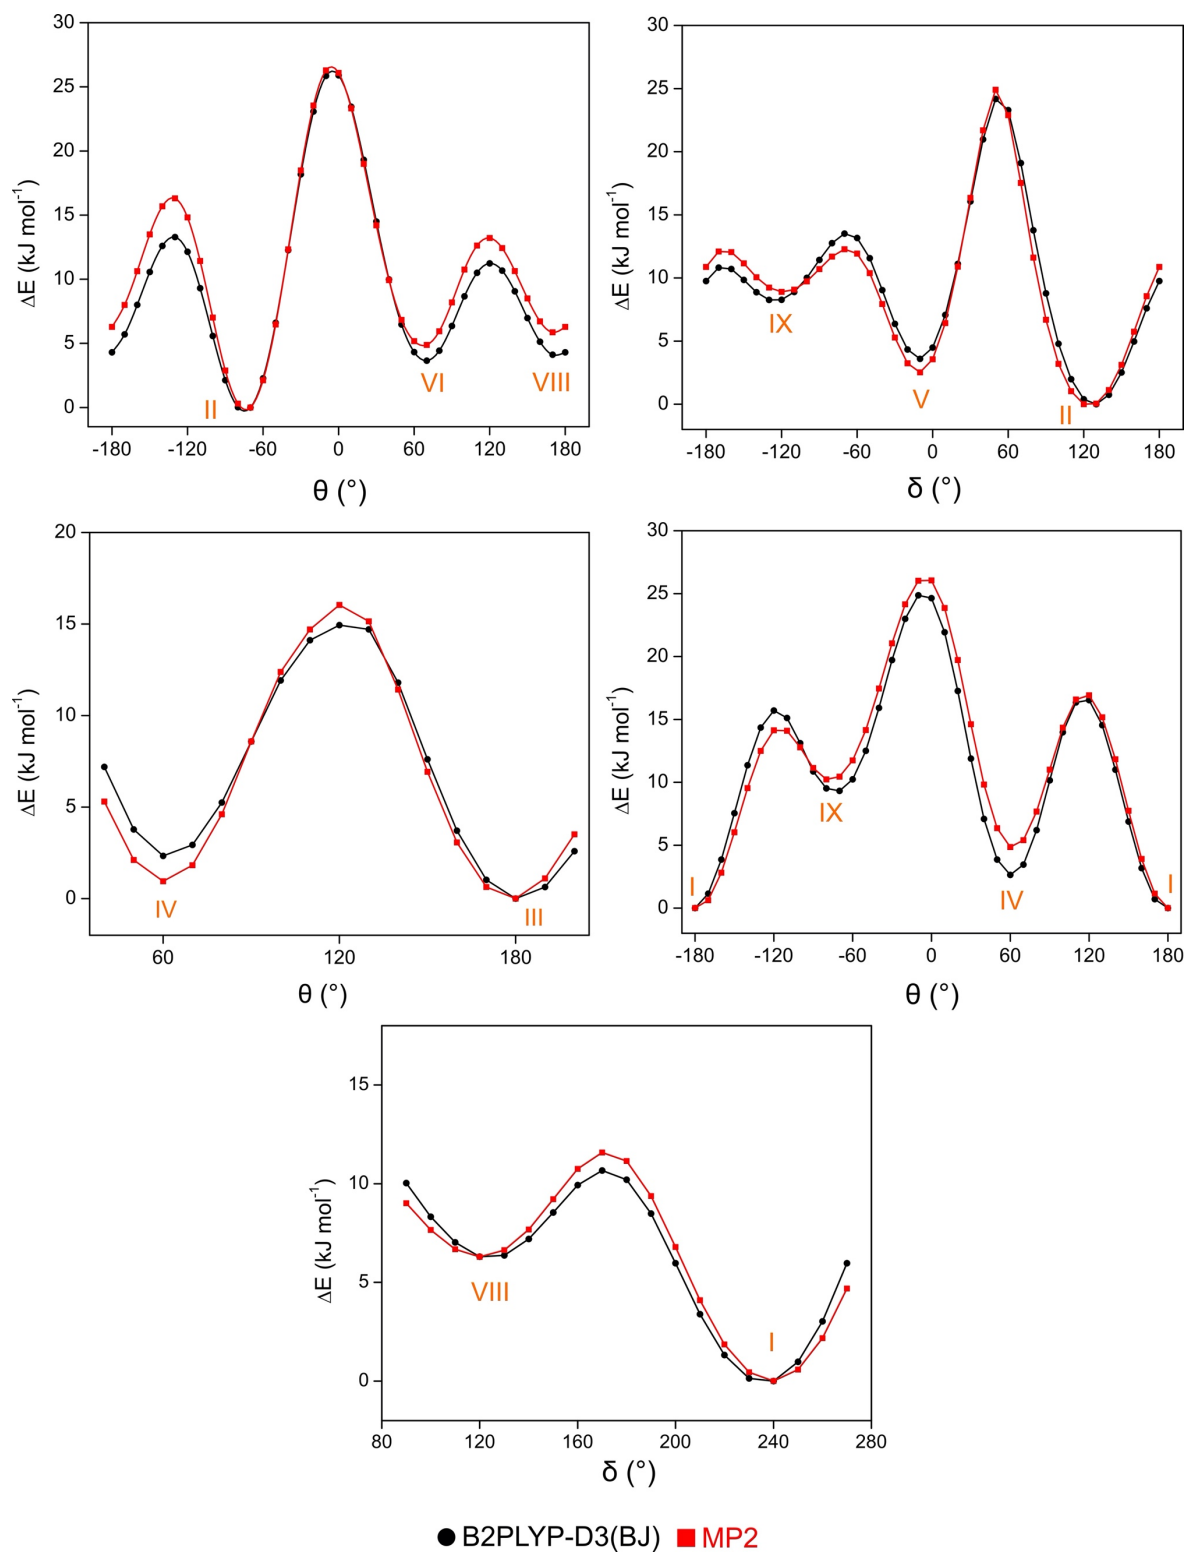 30
25
20
15
10
5
0
ΔE (kJ mol-1)
II
VI
VIII
-180 -120 -60 0 60 120 180
θ (°)
30
25
20
15
10
5
0
ΔE (kJ mol-1)
IX
V
II
-180 -120 -60 0 60 120 180
δ (°)
20
15
10
5
0
ΔE (kJ mol-1)
IV
III
60 120 180
θ (°)
30
25
20
15
10
5
0
ΔE (kJ mol-1)
I
IX
IV
I
-180 -120 -60 0 60 120 180
θ (°)
15
10
5
0
ΔE (kJ mol-1)
VIII
I
80 120 160 200 240 280
δ (°)
B2PLYP-D3(BJ) MP2